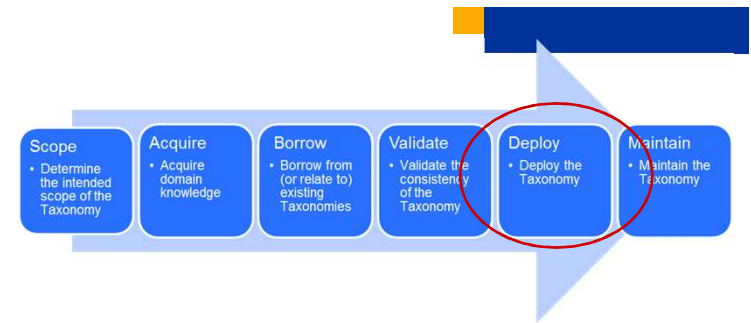 Scope
• Determine
the intended
scope of the
Taxonomy
Acquire
• Acquire
domain
knowledge
Borrow
• Borrow from
(or relate to)
existing
Taxonomies
Validate
• Validate the
consistency
of the
Taxonomy
Deploy
• Deploy the
Taxonomy
Maintain
• Maintain the
Taxonomy